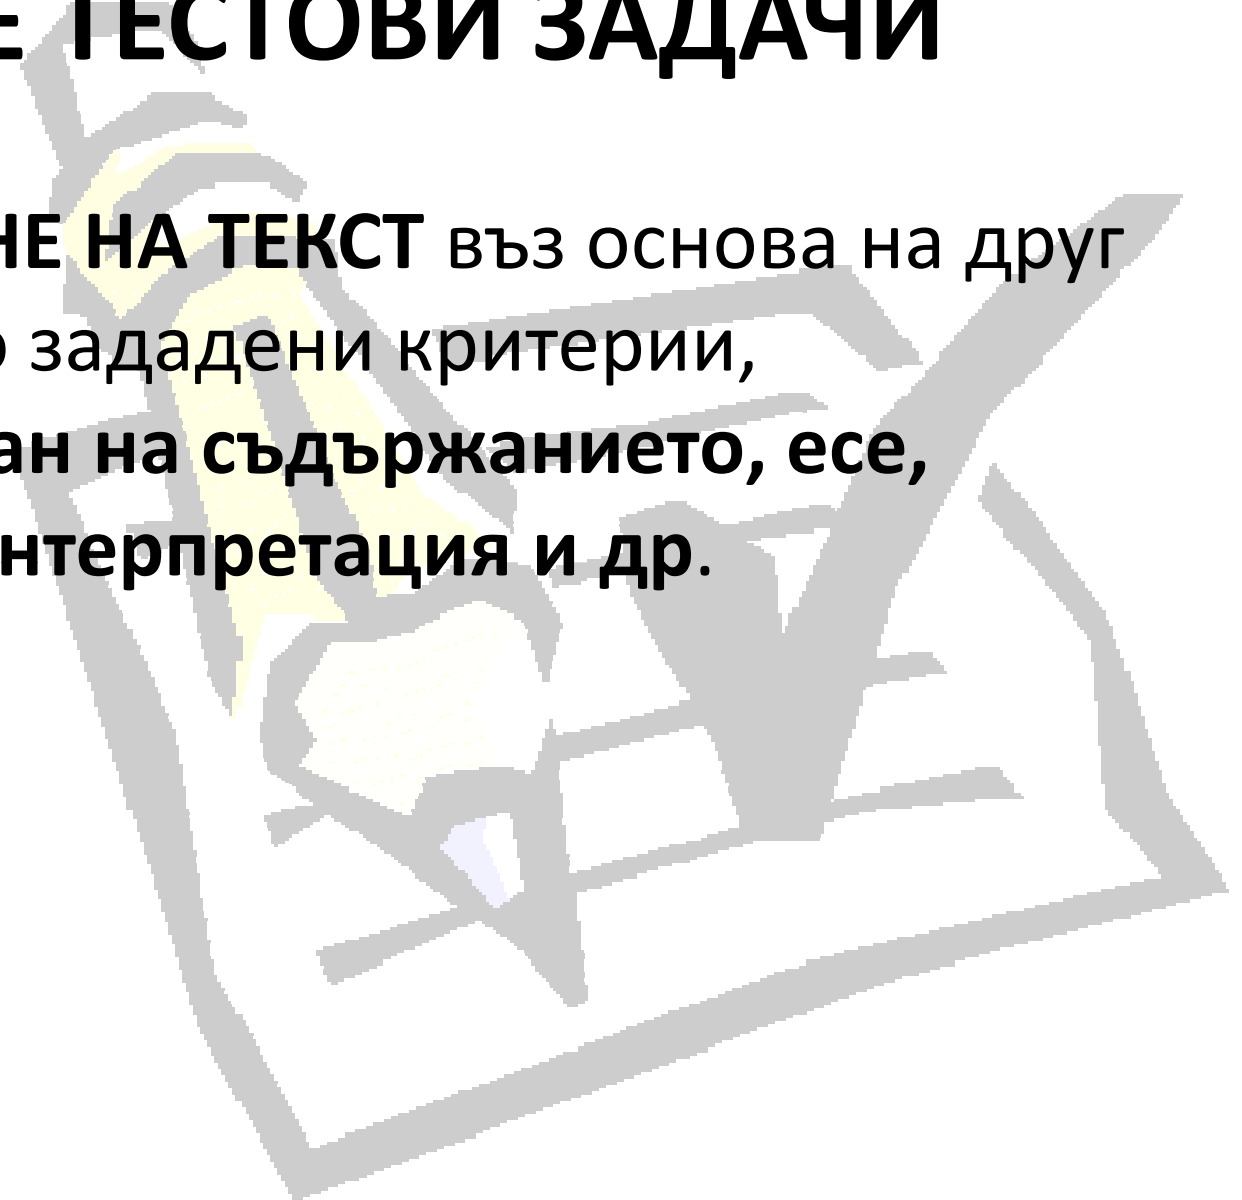 Е ТЕСТОВИ ЗАДАЧИ
НЕ НА ТЕКСТ въз основа на друг
о зададени критерии,
ан на съдържанието, есе,
нтерпретация и др.